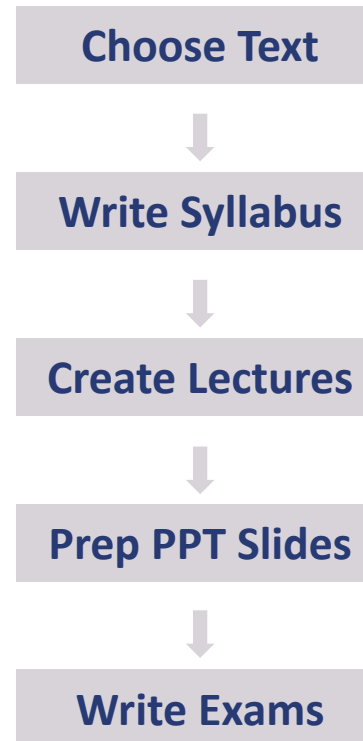 Choose Text
Write Syllabus
Create Lectures
Prep PPT Slides
Write Exams